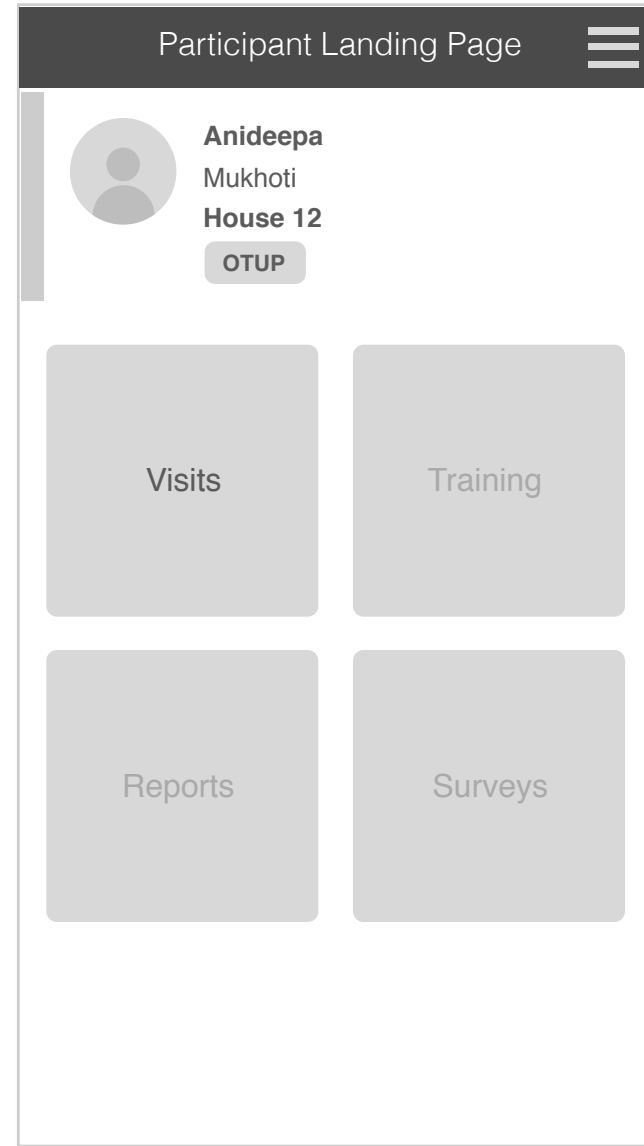 Participant Landing Page
Anideepa
Mukhoti
House 12
OTUP
Visits
Training
Reports
Surveys